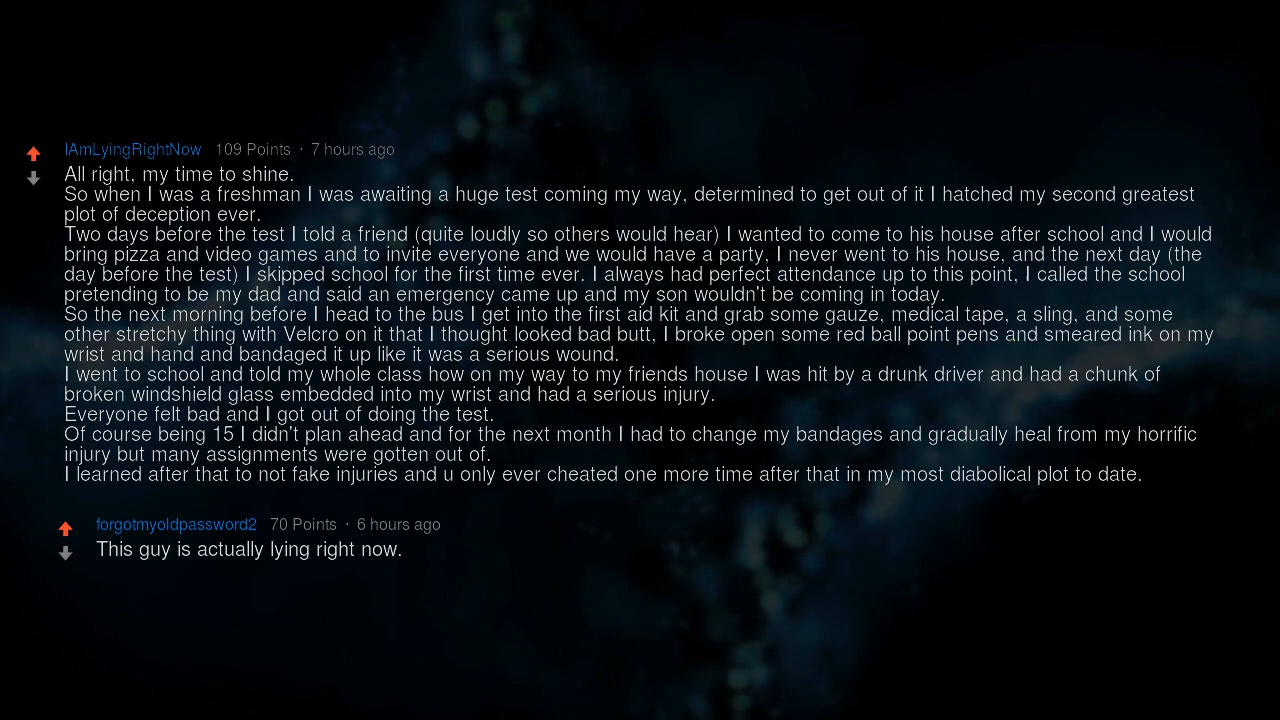 IAmLyingRightNow 109 Points · 7 hours ago
All right, my time to shine.
So when I was a freshman I was awaiting a huge test coming my way, determined to get out of it I hatched my second greatest
plot of deception ever.
Two days before the test I told a friend (quite loudly so others would hear) I wanted to come to his house after school and I would
bring pizza and video games and to invite everyone and we would have a party, I never went to his house, and the next day (the
day before the test) I skipped school for the first time ever. I always had perfect attendance up to this point, I called the school
pretending to be my dad and said an emergency came up and my son wouldn't be coming in today.
So the next morning before I head to the bus I get into the first aid kit and grab some gauze, medical tape, a sling, and some
other stretchy thing with Velcro on it that I thought looked bad butt, I broke open some red ball point pens and smeared ink on my
wrist and hand and bandaged it up like it was a serious wound.
I went to school and told my whole class how on my way to my friends house I was hit by a drunk driver and had a chunk of
broken windshield glass embedded into my wrist and had a serious injury.
Everyone felt bad and I got out of doing the test.
Of course being 15 I didn't plan ahead and for the next month I had to change my bandages and gradually heal from my horrific
injury but many assignments were gotten out of.
I learned after that to not fake injuries and u only ever cheated one more time after that in my most diabolical plot to date.
forgotmyoldpassword2 70 Points · 6 hours ago
This guy is actually lying right now.